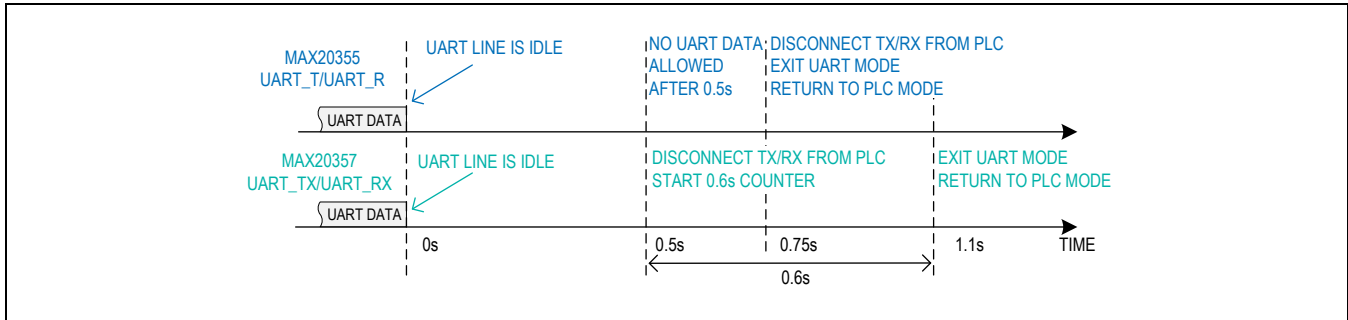 MAX20355
UART_T/UART_R
UART LINE IS IDLE
NO UART DATA
ALLOWED
AFTER 0.5s
DISCONNECT TX/RX FROM PLC
EXIT UART MODE
RETURN TO PLC MODE
UART DATA
MAX20357
UART_TX/UART_RX
UART LINE IS IDLE
DISCONNECT TX/RX FROM PLC
START 0.6s COUNTER
EXIT UART MODE
RETURN TO PLC MODE
UART DATA
0s
0.5s
0.75s
1.1s
TIME
0.6s